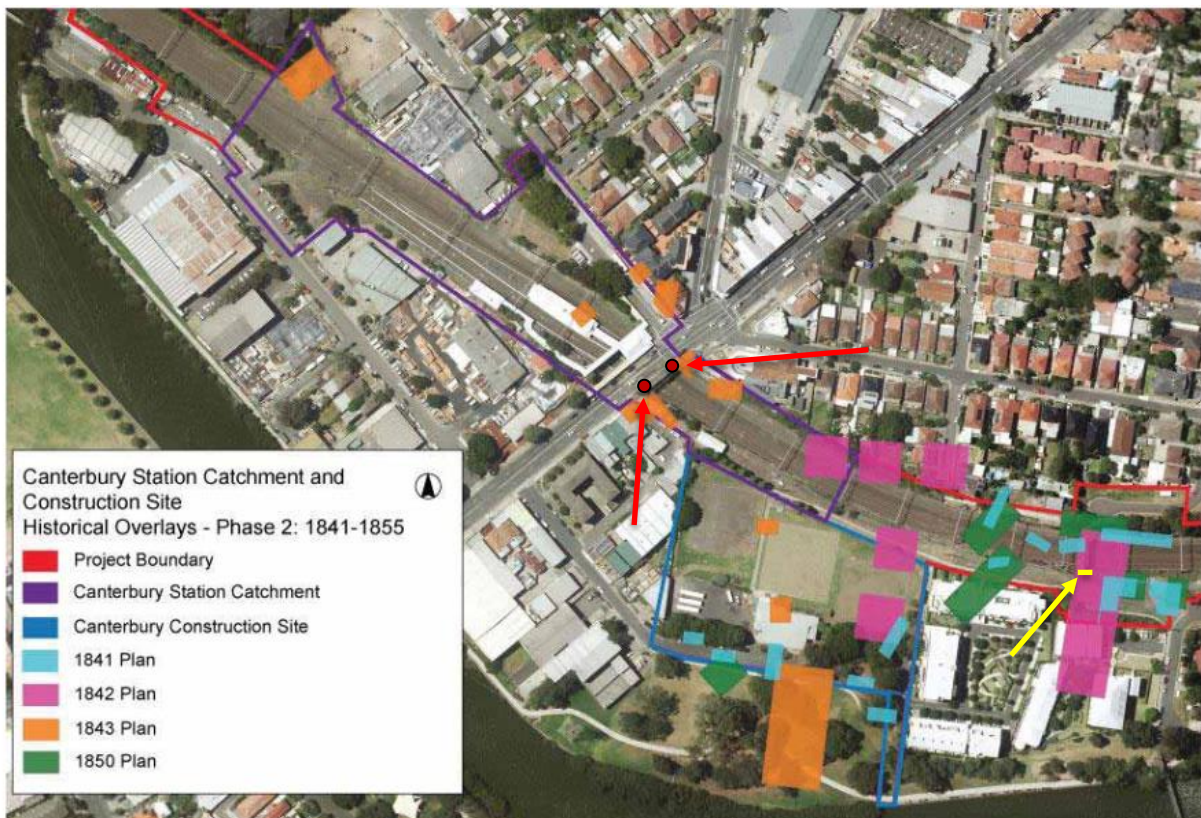 Canterbury Station Catchment and
Construction Site
Historical Overlays - Phase 2: 1841-1855
Project Boundary
Canterbury Station Catchment
Canterbury Construction Site
1841 Plan
1842 Plan
1843 Plan
1850 Plan